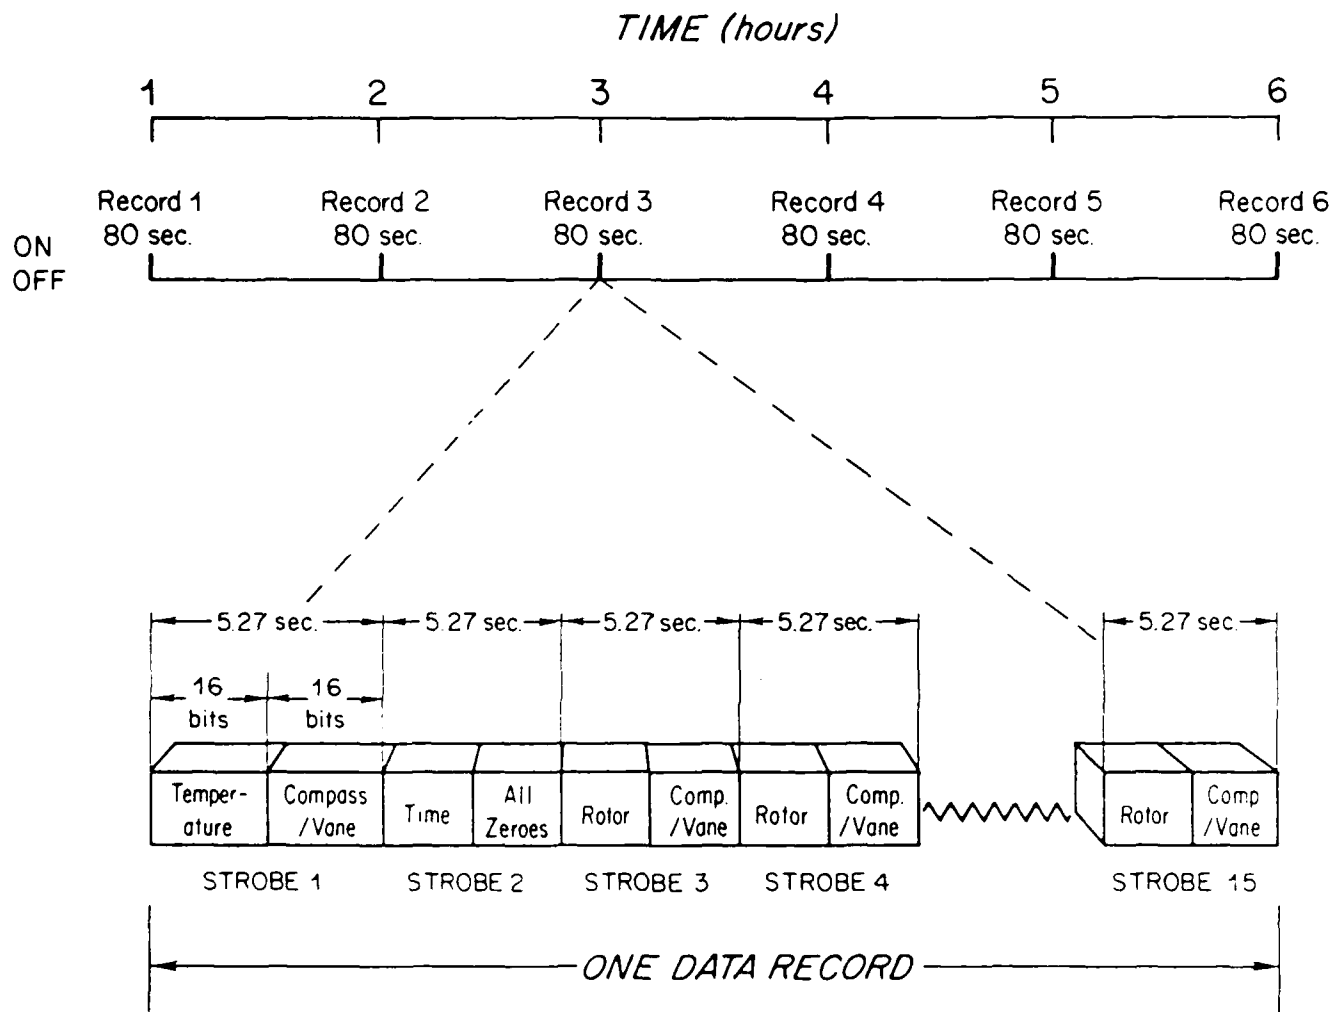 TIME (hours)
1 2 3 4 5 6
Record 1 Record 2 Record 3 Record 4 Record 5 Record 6
80 sec. 80 sec. 80 sec. 80 sec. 80 sec. 80 sec.
ON
OFF
5.27 sec. 5.27 sec. 5.27 sec. 5.27 sec. 5.27 sec.
16 16
bits bits
Temper- Compass Time All Rotor Comp. Rotor Comp. Rotor Comp
ature /Vane Zeroes /Vane /Vane /Vane
STROBE 1 STROBE 2 STROBE 3 STROBE 4 STROBE 15
ONE DATA RECORD